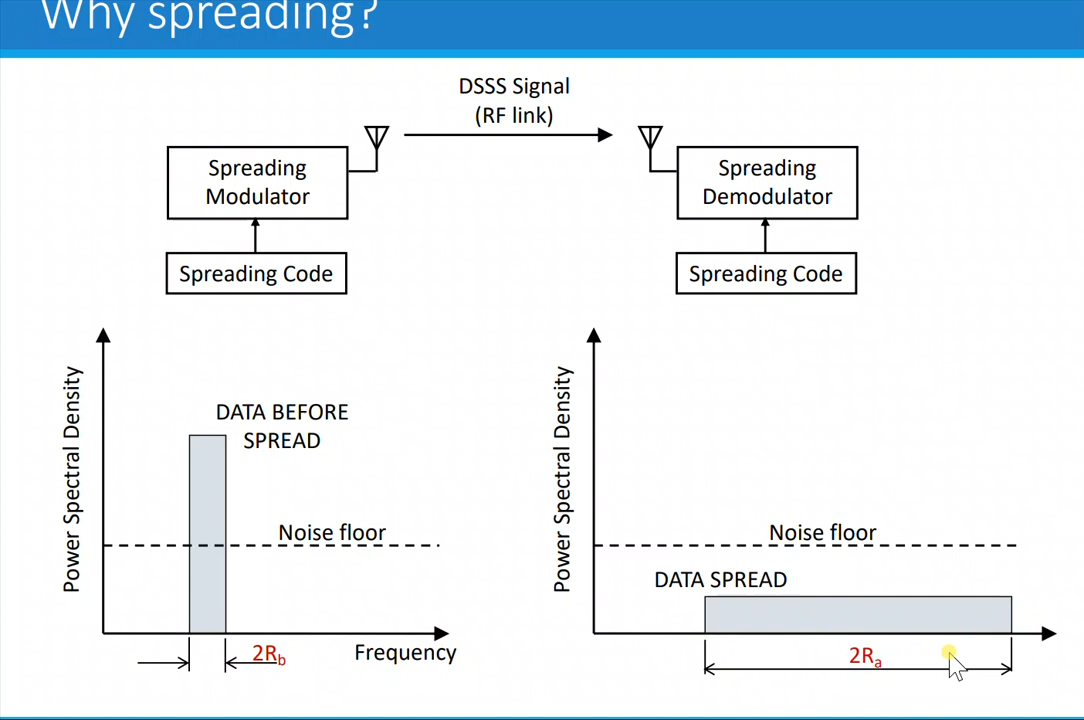 Why spreading?
DSSS Signal
(RF link)
Spreading
Modulator
Spreading Code
Spreading
Demodulator
Spreading Code
Power Spectral Density
DATA BEFORE
SPREAD
Noise floor
2Rb
Frequency
Power Spectral Density
Noise floor
DATA SPREAD
2Ra